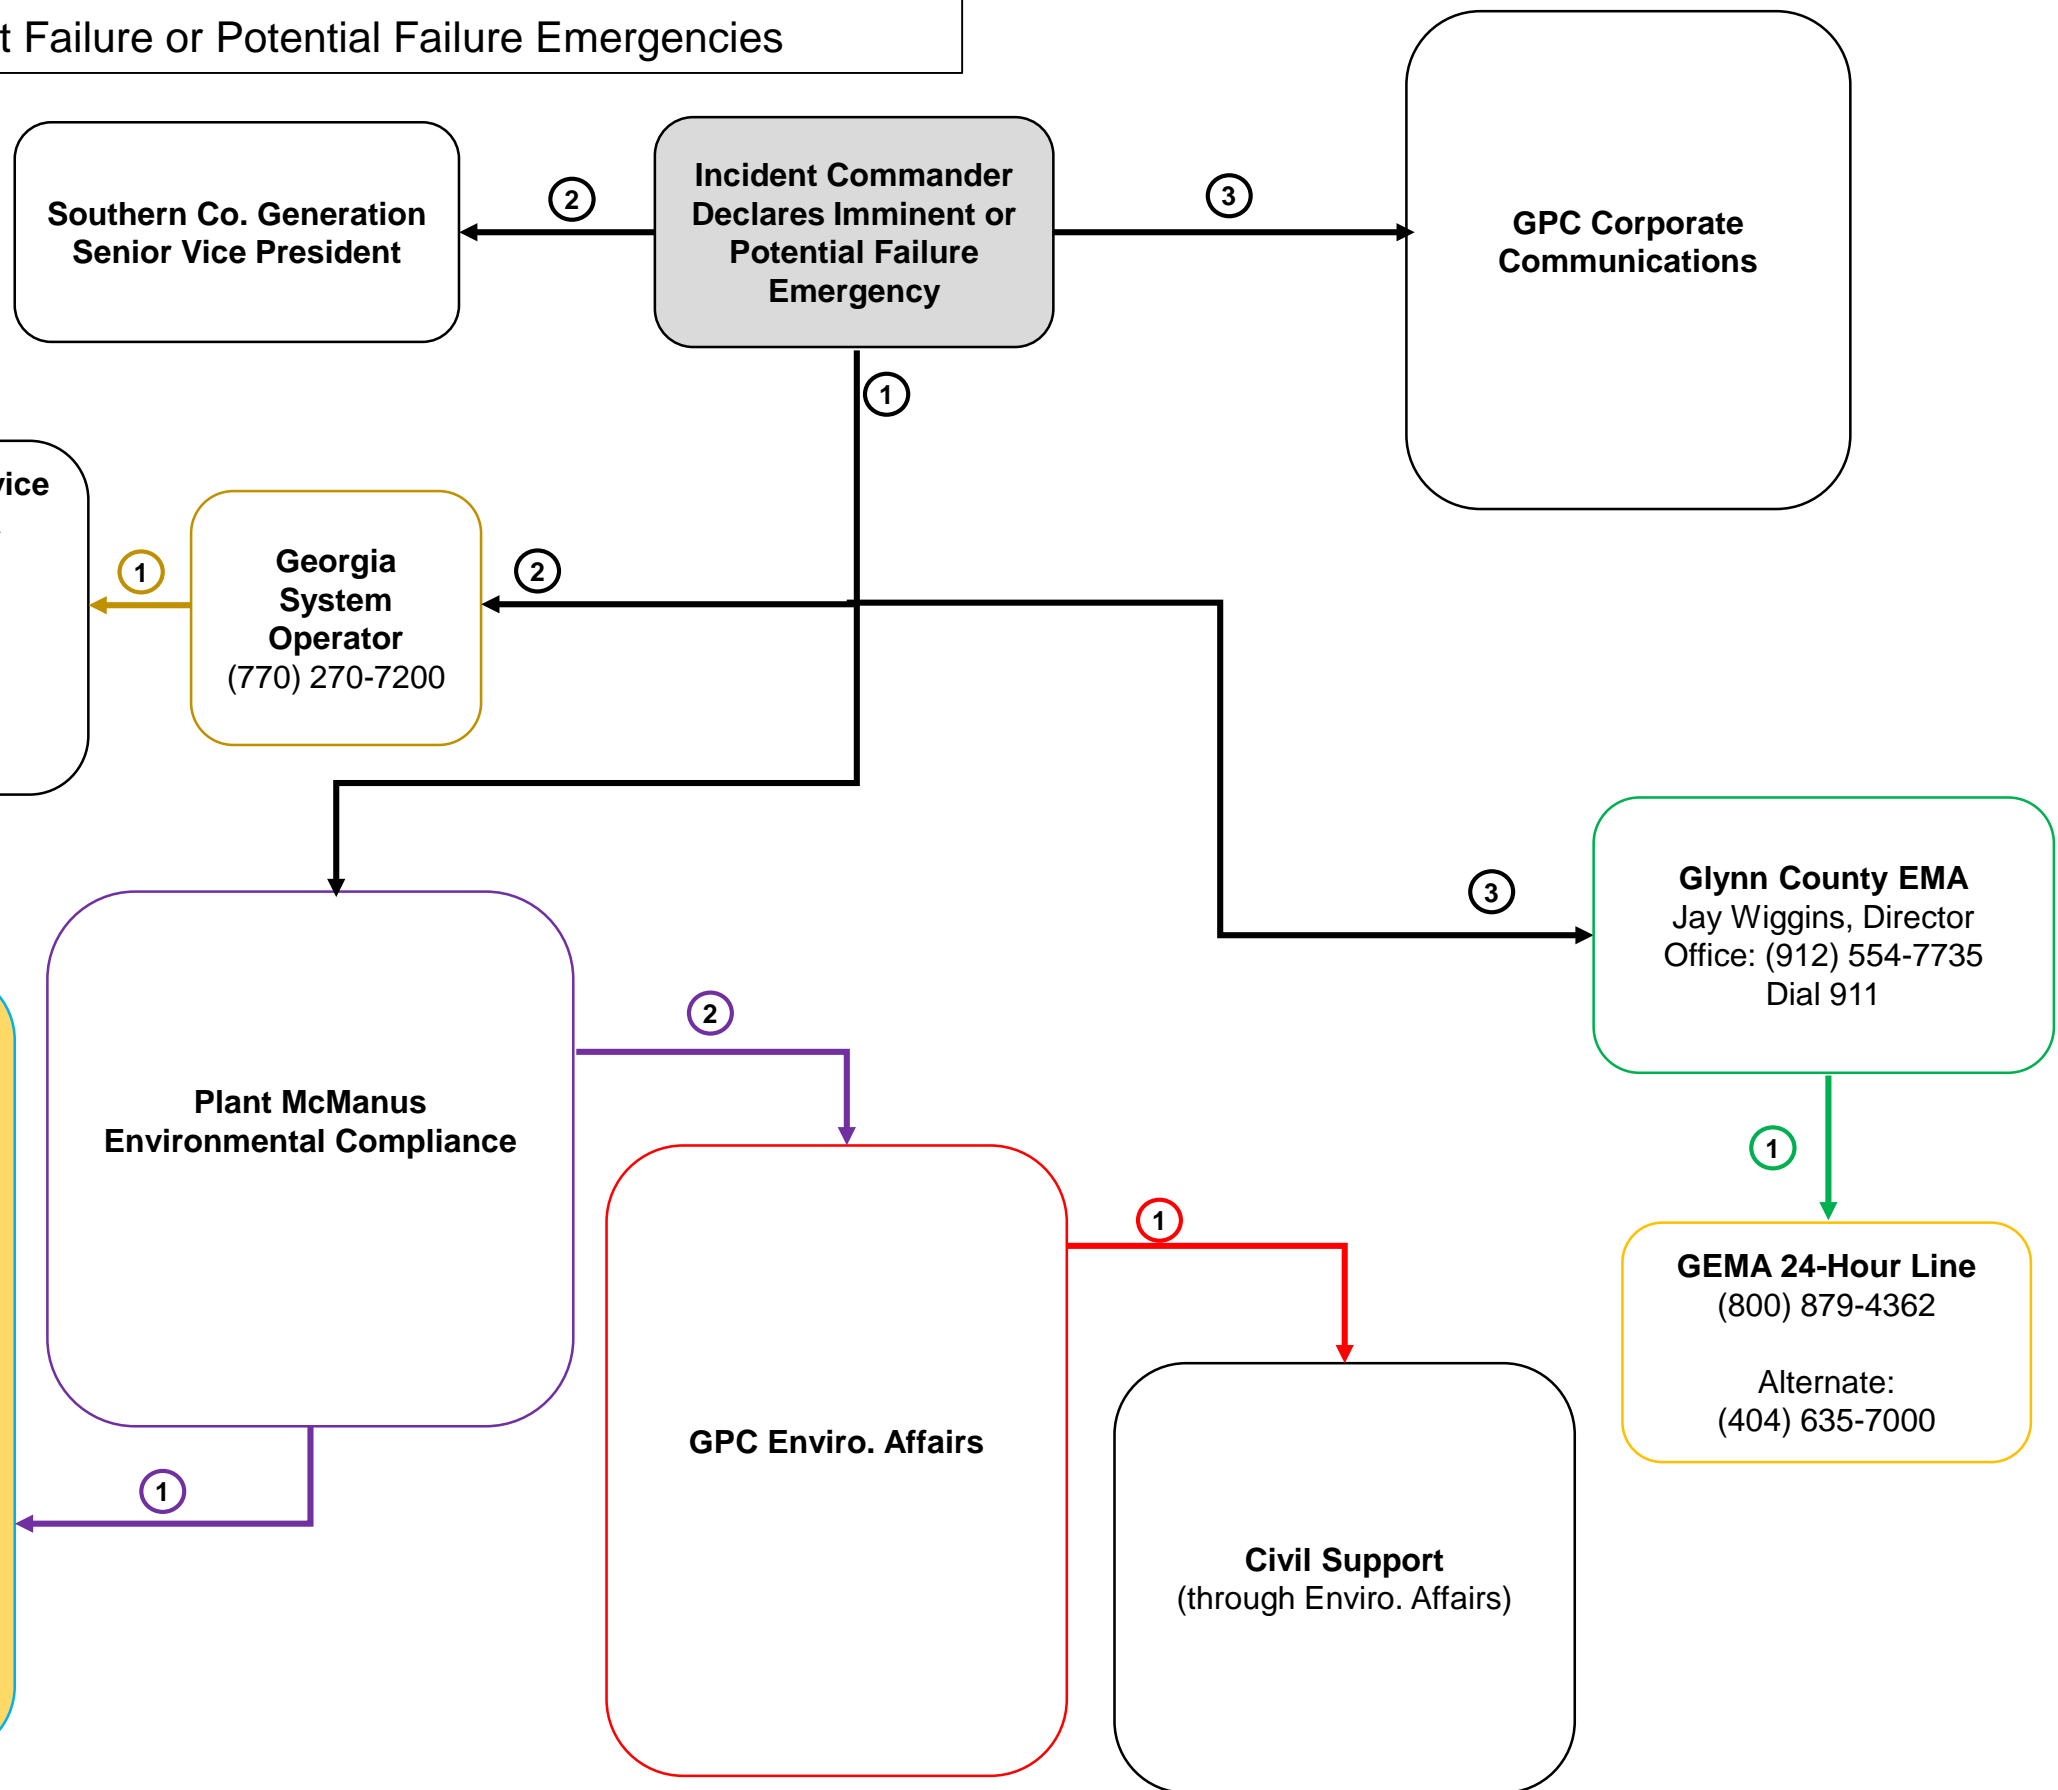 t Failure or Potential Failure Emergencies
Southern Co. Generation
Senior Vice President
2
Incident Commander
Declares Imminent or
Potential Failure
Emergency
3
GPC Corporate
Communications
1
1
Georgia
System
Operator
(770) 270-7200
2
3
Glynn County EMA
Jay Wiggins, Director
Office: (912) 554-7735
Dial 911
Plant McManus
Environmental Compliance
2
1
1
GPC Enviro. Affairs
1
GEMA 24-Hour Line
(800) 879-4362
Alternate:
(404) 635-7000
Civil Support
(through Enviro. Affairs)